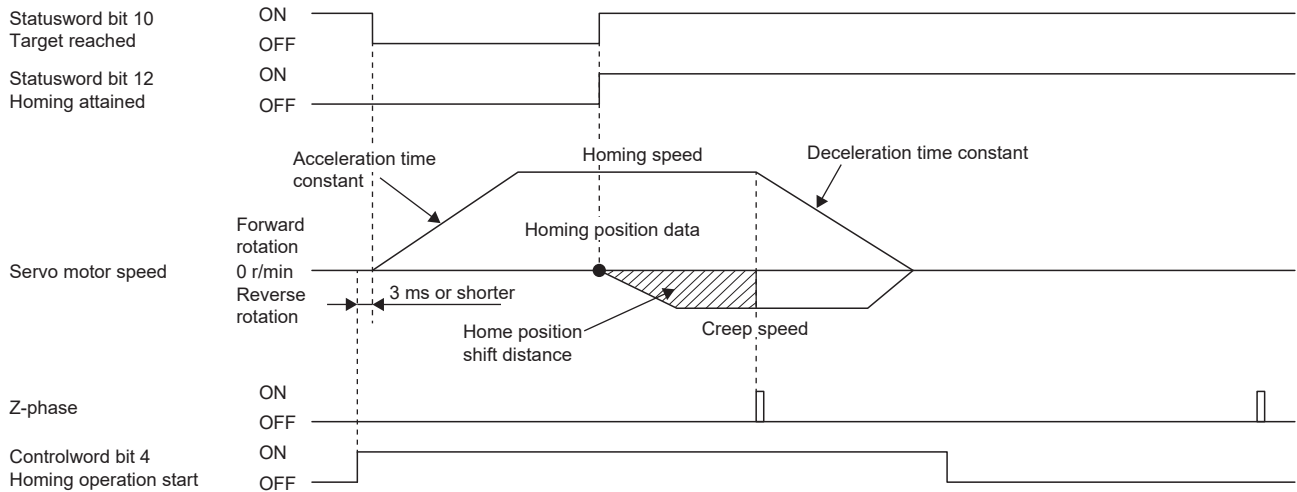 Statusword bit 10
Target reached
ON
OFF
Statusword bit 12
Homing attained
ON
OFF
Acceleration time
constant
Homing speed
Deceleration time constant
Forward
rotation
Homing position data
Servo motor speed
0 r/min
Reverse
rotation
3 ms or shorter
Home position
shift distance
Creep speed
Z-phase
ON
OFF
Controlword bit 4
Homing operation start
ON
OFF